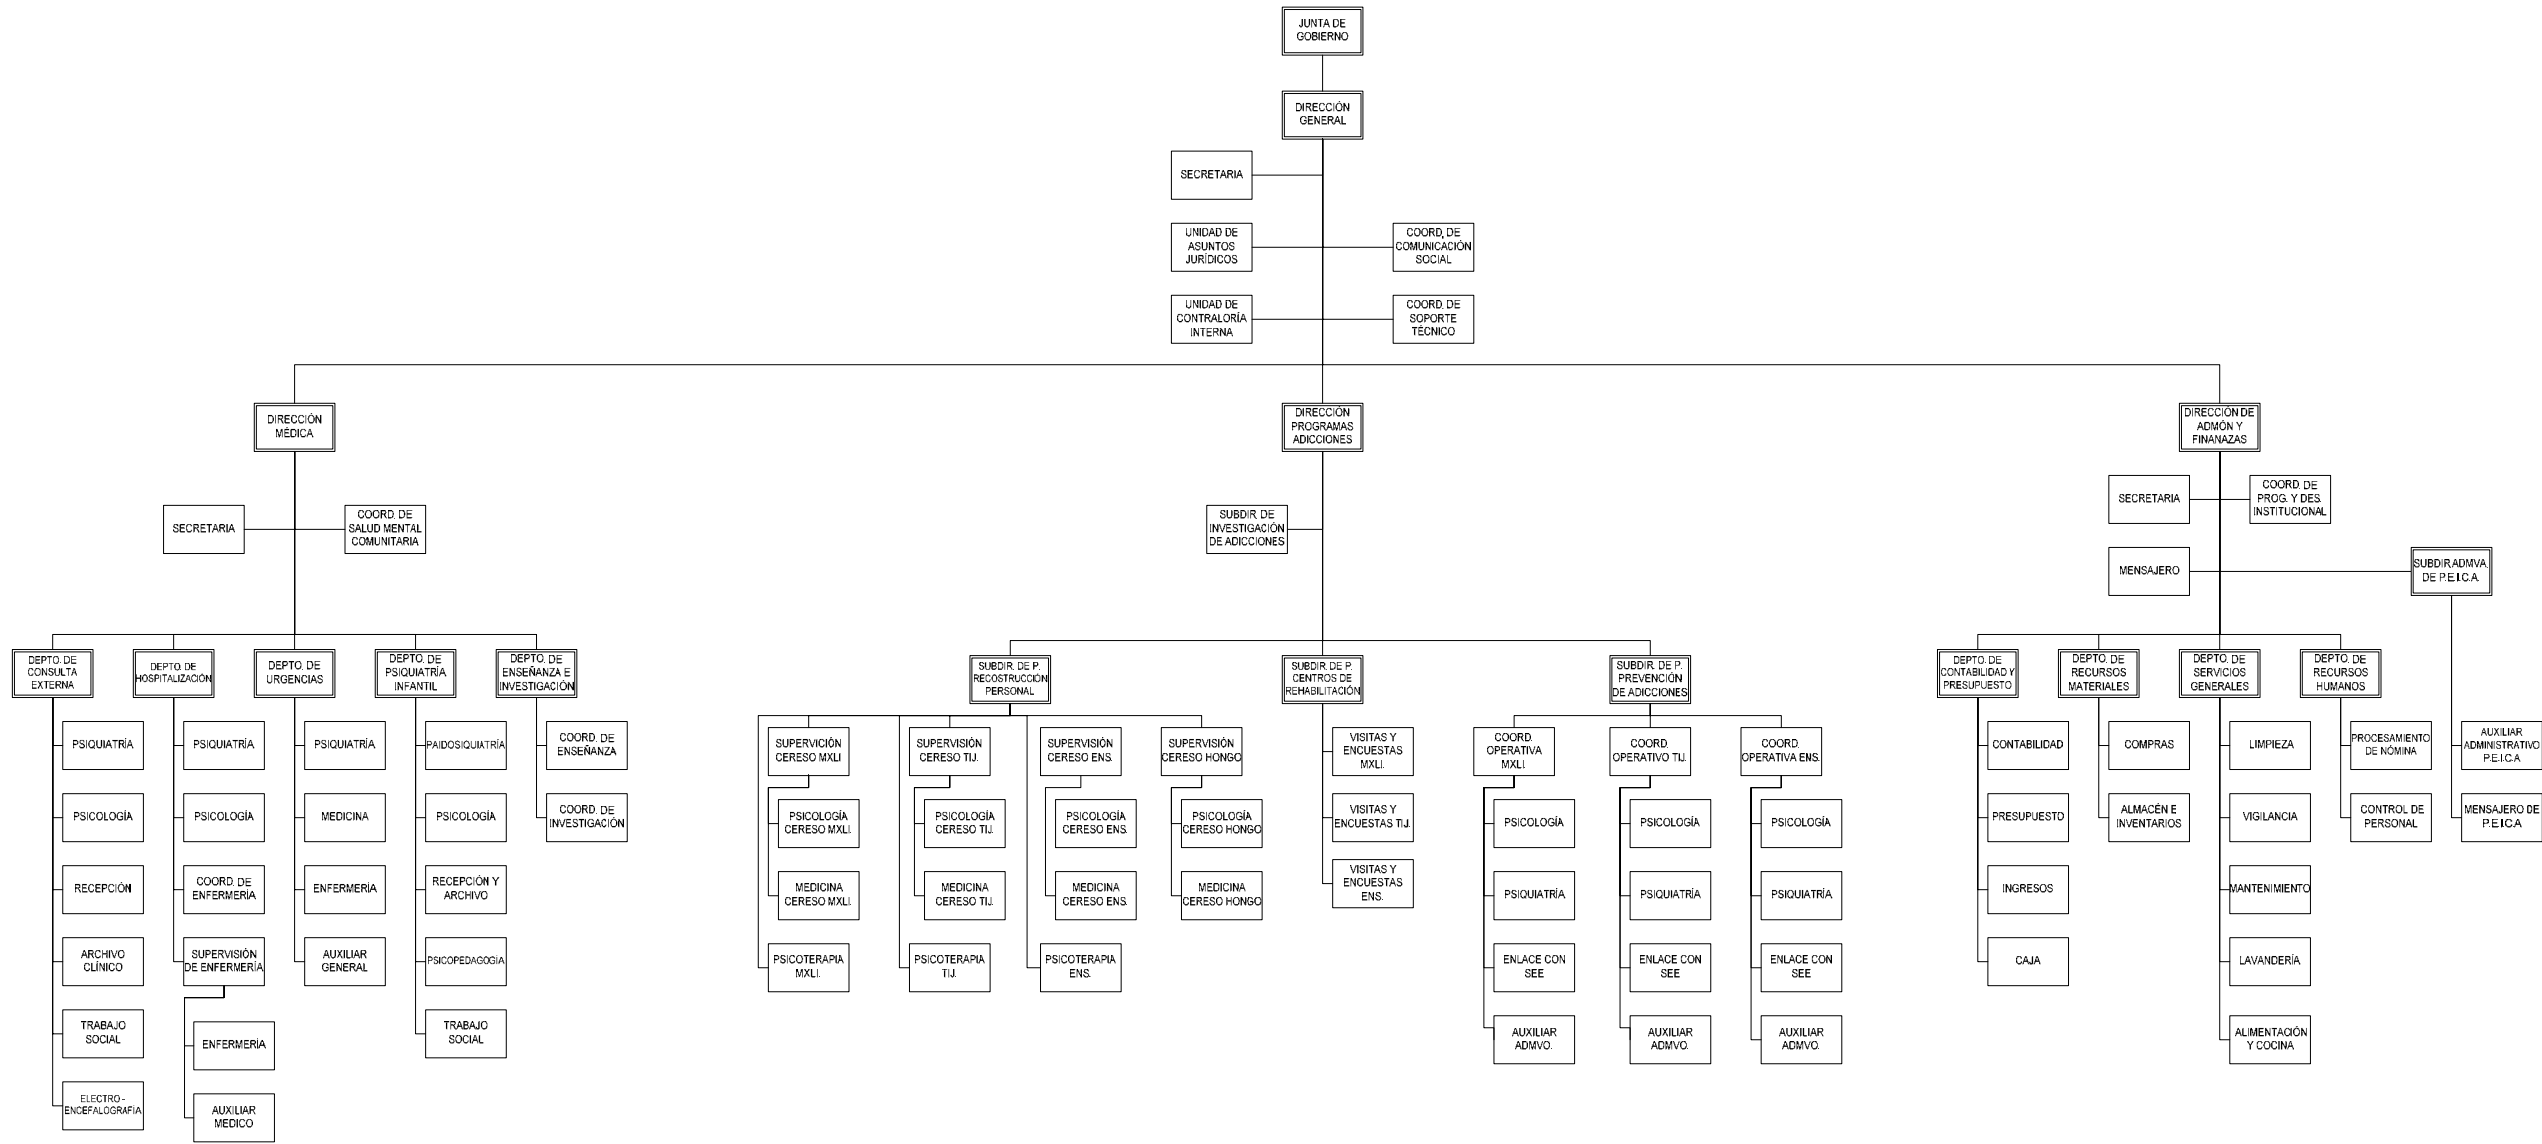 JUNTA DE
GOBIERNO
DIRECCIÓN
GENERAL
SECRETARIA
UNIDAD DE
ASUNTOS
JURÍDICOS
COORD. DE
COMUNICACIÓN
SOCIAL
UNIDAD DE
CONTRALORÍA
INTERNA
COORD. DE
SOPORTE
TÉCNICO
DIRECCIÓN
MÉDICA
DIRECCIÓN
PROGRAMAS
ADICCIONES
DIRECCIÓN DE
ADMÓN Y
FINANAZAS
SECRETARIA
COORD. DE
SALUD MENTAL
COMUNITARIA
SUBDIR. DE
INVESTIGACIÓN
DE ADICCIONES
SECRETARIA
COORD. DE
PROG. Y DES.
INSTITUCIONAL
MENSAJERO
SUBDIR.ADMVA.
DE P.E.I.C.A.
DEPTO. DE
CONSULTA
EXTERNA
DEPTO. DE
HOSPITALIZACIÓN
DEPTO. DE
URGENCIAS
DEPTO. DE
PSIQUIATRÍA
INFANTIL
DEPTO. DE
ENSEÑANZA E
INVESTIGACIÓN
SUBDIR. DE P.
RECOSTRUCCIÓN
PERSONAL
SUBDIR. DE P.
CENTROS DE
REHABILITACIÓN
SUBDIR. DE P.
PREVENCIÓN
DE ADICCIONES
DEPTO. DE
CONTABILIDAD Y
PRESUPUESTO
DEPTO. DE
RECURSOS
MATERIALES
DEPTO. DE
SERVICIOS
GENERALES
DEPTO. DE
RECURSOS
HUMANOS
PSIQUIATRÍA
PSICOLOGÍA
RECEPCIÓN
ARCHIVO
CLÍNICO
TRABAJO
SOCIAL
ELECTRO -
ENCEFALOGRAFÍA
PSIQUIATRÍA
PSICOLOGÍA
COORD. DE
ENFERMERÍA
SUPERVISIÓN
DE ENFERMERÍA
ENFERMERÍA
AUXILIAR
MEDICO
PSIQUIATRÍA
MEDICINA
ENFERMERÍA
AUXILIAR
GENERAL
PAIDOSIQUIATRÍA
PSICOLOGÍA
RECEPCIÓN Y
ARCHIVO
PSICOPEDAGOGÍA
TRABAJO
SOCIAL
COORD. DE
ENSEÑANZA
COORD. DE
INVESTIGACIÓN
SUPERVICIÓN
CERESO MXLI
PSICOLOGÍA
CERESO MXLI.
MEDICINA
CERESO MXLI.
PSICOTERAPIA
MXLI.
SUPERVISIÓN
CERESO TIJ.
PSICOLOGÍA
CERESO TIJ.
MEDICINA
CERESO TIJ.
PSICOTERAPIA
TIJ.
SUPERVISIÓN
CERESO ENS.
PSICOLOGÍA
CERESO ENS.
MEDICINA
CERESO ENS.
PSICOTERAPIA
ENS.
SUPERVISIÓN
CERESO HONGO
PSICOLOGÍA
CERESO HONGO
MEDICINA
CERESO HONGO
VISITAS Y
ENCUESTAS
MXLI.
VISITAS Y
ENCUESTAS TIJ.
VISITAS Y
ENCUESTAS
ENS.
COORD.
OPERATIVA
MXLI.
PSICOLOGÍA
PSIQUIATRÍA
ENLACE CON
SEE
AUXILIAR
ADMVO.
COORD.
OPERATIVO TIJ.
PSICOLOGÍA
PSIQUIATRÍA
ENLACE CON
SEE
AUXILIAR
ADMVO.
COORD.
OPERATIVA ENS.
PSICOLOGÍA
PSIQUIATRÍA
ENLACE CON
SEE
AUXILIAR
ADMVO.
CONTABILIDAD
PRESUPUESTO
INGRESOS
CAJA
COMPRAS
ALMACÉN E
INVENTARIOS
LIMPIEZA
VIGILANCIA
MANTENIMIENTO
LAVANDERÍA
ALIMENTACIÓN
Y COCINA
PROCESAMIENTO
DE NÓMINA
CONTROL DE
PERSONAL
AUXILIAR
ADMINISTRATIVO
P.E.I.C.A
MENSAJERO DE
P.E.I.C.A